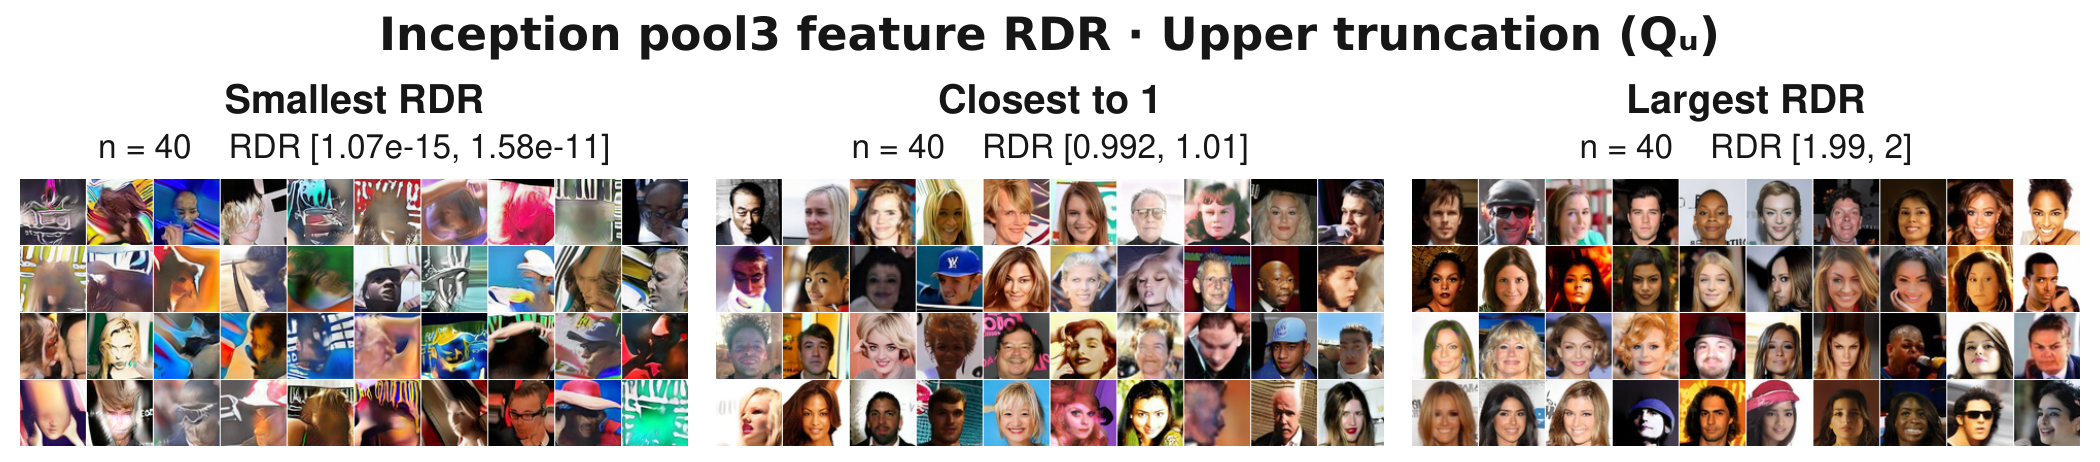 Inception pool3 feature RDR · Upper truncation (Qᵤ)
Smallest RDR
n = 40 RDR [1.07e-15, 1.58e-11]
Closest to 1
n = 40 RDR [0.992, 1.01]
Largest RDR
n = 40 RDR [1.99, 2]